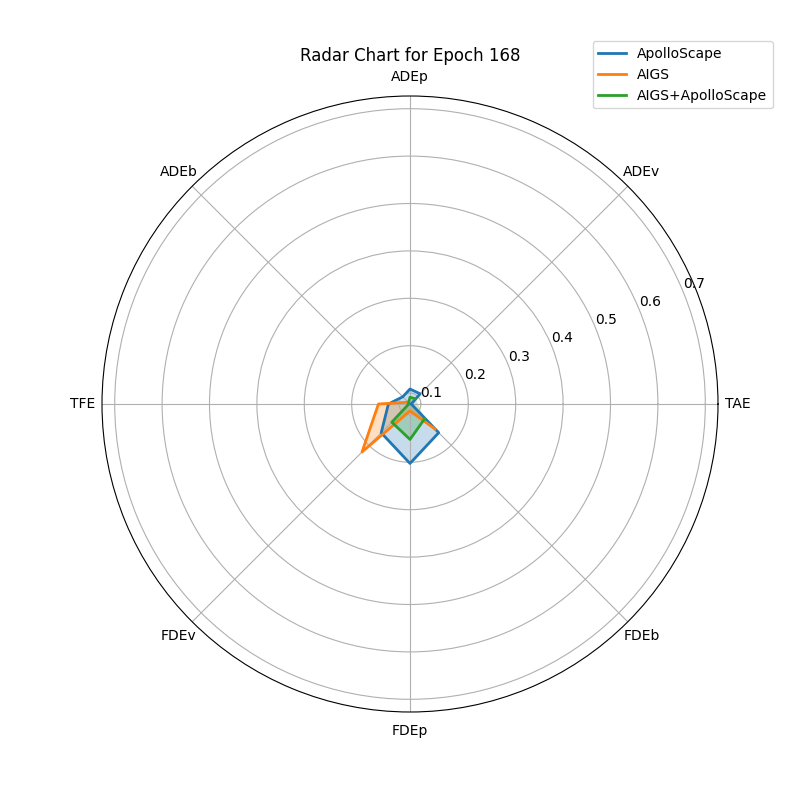 Radar Chart for Epoch 168
ApolloScape
AIGS
AIGS+ApolloScape
ADEp
ADEb
ADEv
0.7
0.6
0.5
0.4
0.3
0.2
0.1
TFE
TAE
FDEv
FDEb
FDEp